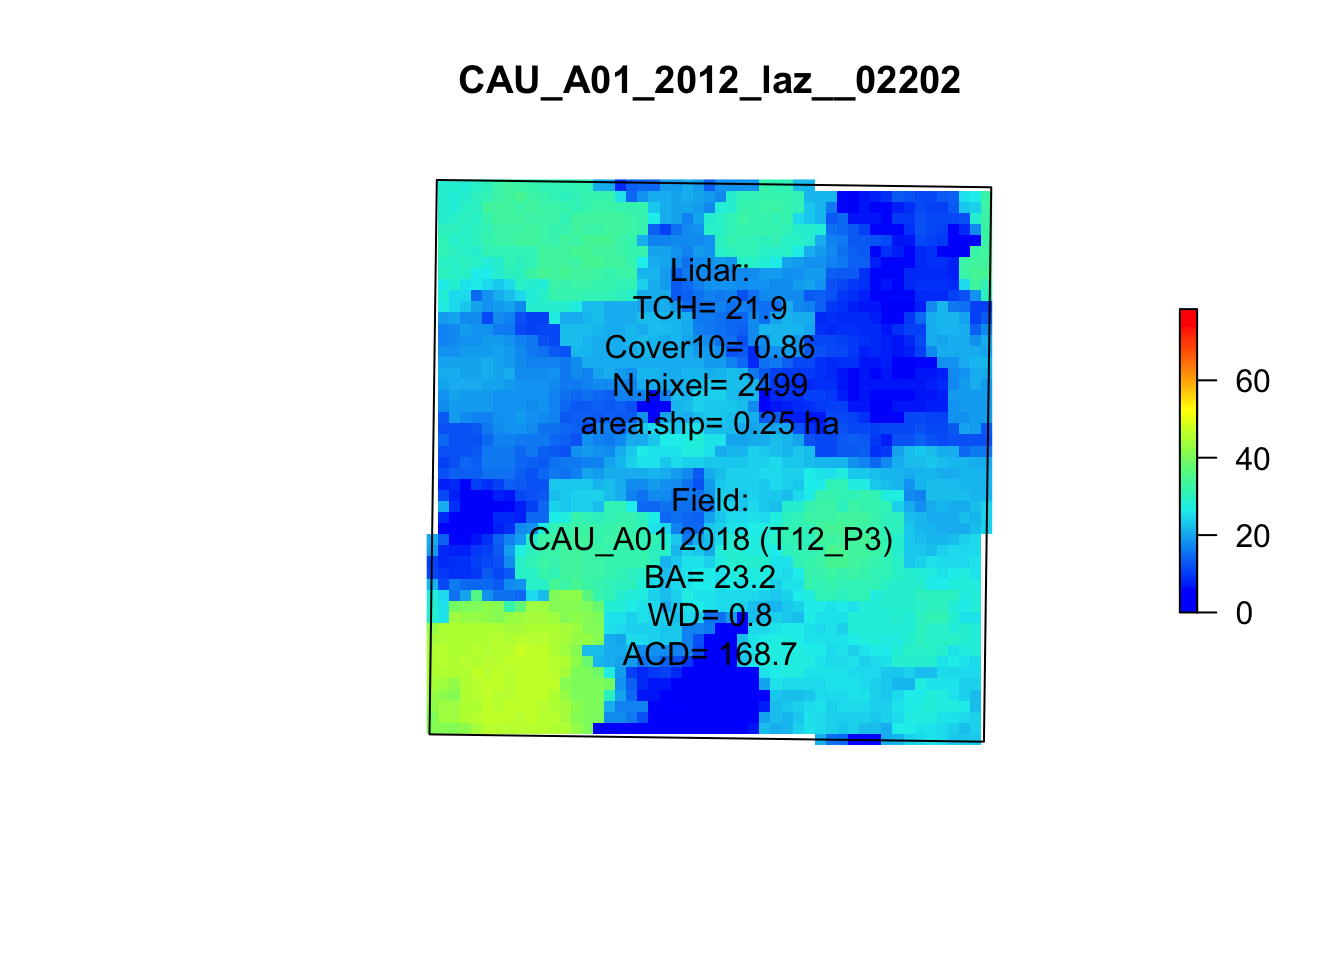 CAU_A01_2012_laz__02202
Lidar:
TCH= 21.9
Cover10= 0.86
N.pixel= 2499
area.shp= 0.25 ha
Field:
CAU_A01 2018 (T12_P3)
BA= 23.2
WD= 0.8
ACD= 168.7
60
40
20
0